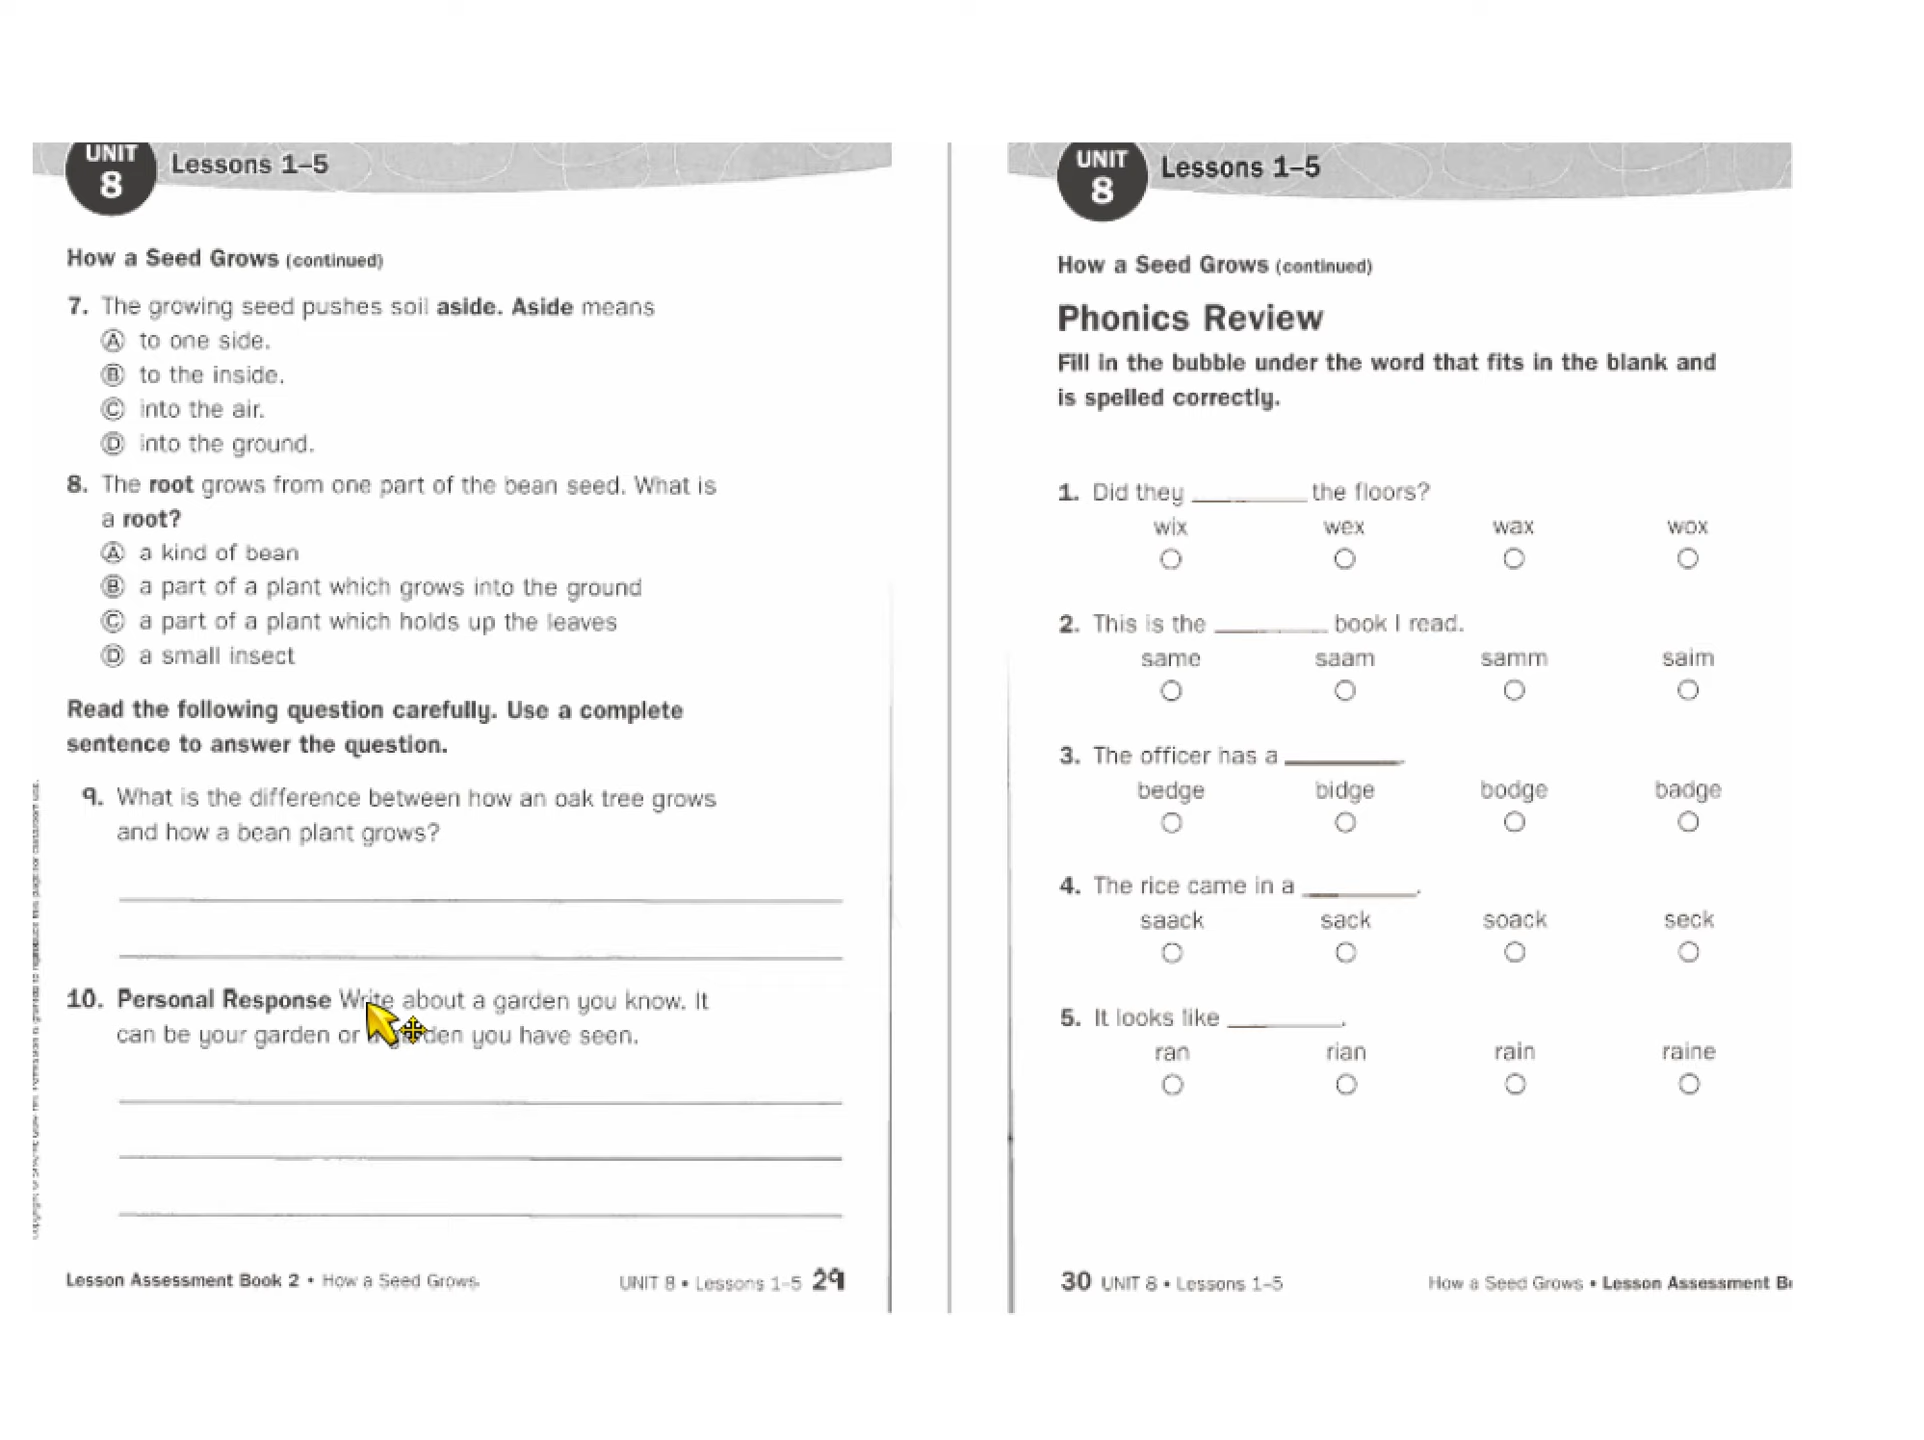 UNIT
8
Lessons 1–5
How a Seed Grows (continued)
7. The growing seed pushes soil aside. Aside means
Ⓐ to one side.
Ⓑ to the inside.
Ⓒ into the air.
Ⓓ into the ground.
8. The root grows from one part of the bean seed. What is
a root?
Ⓐ a kind of bean
Ⓑ a part of a plant which grows into the ground
Ⓒ a part of a plant which holds up the leaves
Ⓓ a small insect
Read the following question carefully. Use a complete
sentence to answer the question.
9. What is the difference between how an oak tree grows
and how a bean plant grows?
10. Personal Response Write about a garden you know. It
can be your garden or a garden you have seen.
Lesson Assessment Book 2 • How a Seed Grows
UNIT 8 • Lessons 1–5 29
UNIT
8
Lessons 1–5
How a Seed Grows (continued)
Phonics Review
Fill in the bubble under the word that fits in the blank and
is spelled correctly.
1. Did they ________ the floors?
wix wex wax wox
2. This is the ________ book I read.
same saam samm saim
3. The officer has a ________.
bedge bidge bodge badge
4. The rice came in a ________.
saack sack soack seck
5. It looks like ________.
ran rian rain raine
30 UNIT 8 • Lessons 1–5
How a Seed Grows • Lesson Assessment